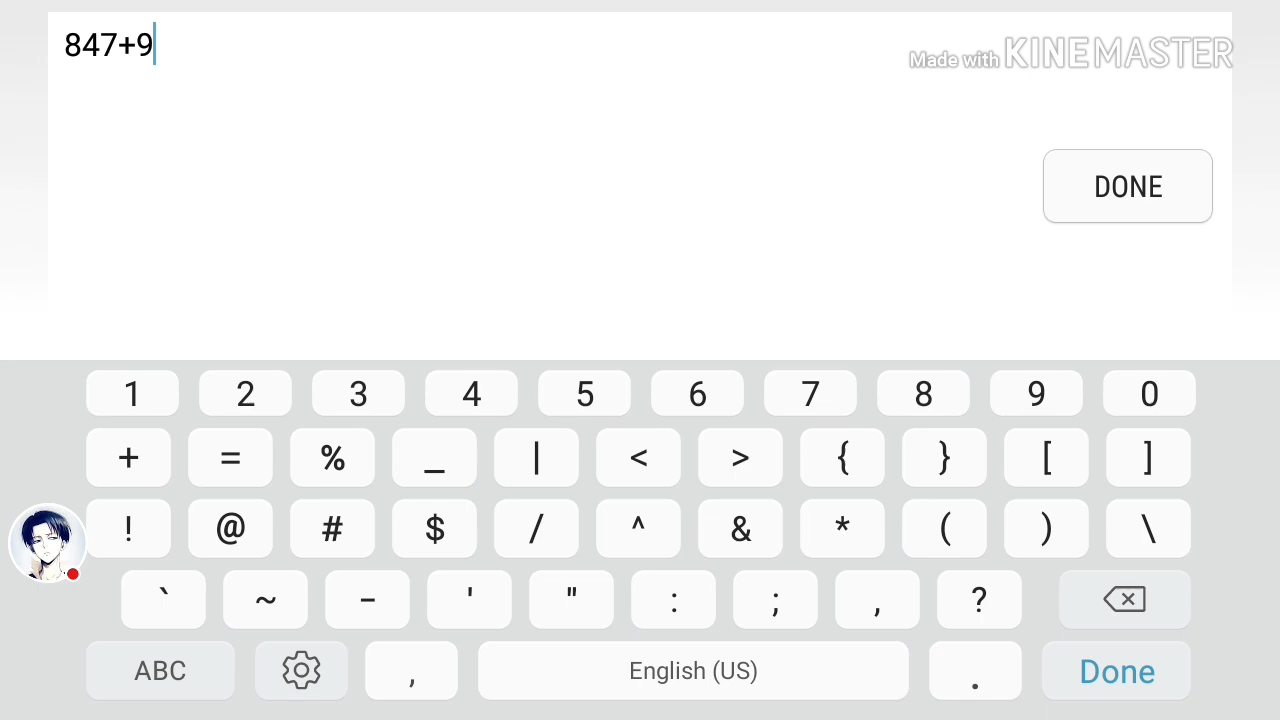 847+9
Made with KINEMASTER
DONE
1 2 3 4 5 6 7 8 9 0
+ = % _ | < > { } [ ]
! @ # $ / ^ & * ( ) \
` ~ - ' " : ; , ?
ABC , English (US) . Done